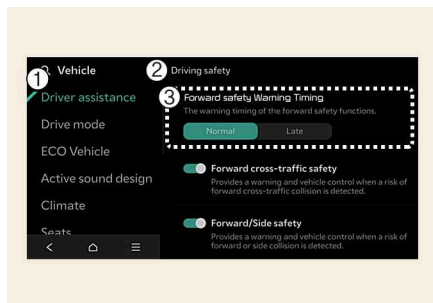 Vehicle
1
2
Driving safety
Driver assistance
Drive mode
ECO Vehicle
Active sound design
Climate
Seats
3
Forward safety Warning Timing
The warning timing of the forward safety functions.
Normal
Late
Forward cross-traffic safety
Provides a warning and vehicle control when a risk of
forward cross-traffic collision is detected.
Forward/Side safety
Provides a warning and vehicle control when a risk of
forward or side collision is detected.